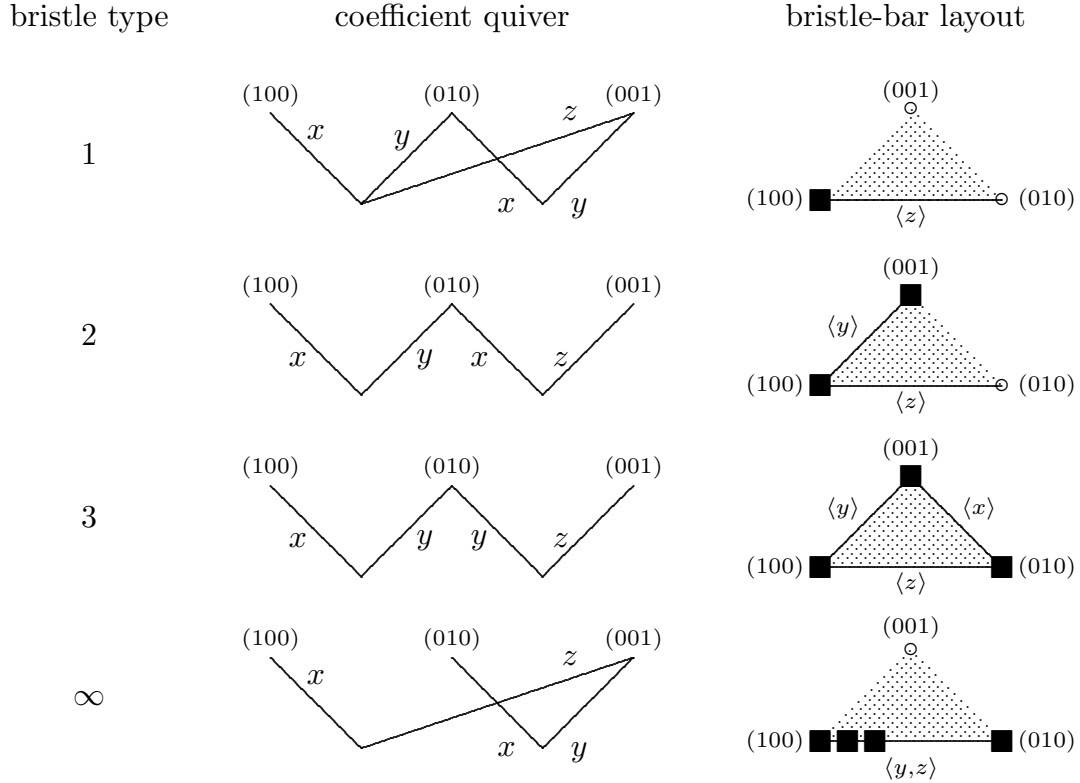 bristle type coefficient quiver bristle-bar layout
(100) (010) (001) (001)
x y z
1
(100) (010)
x y ⟨z⟩
(100) (010) (001) (001)
2 ⟨y⟩
x y x z
(100) (010)
⟨z⟩
(100) (010) (001) (001)
3 ⟨y⟩ ⟨x⟩
x y y z
(100) (010)
⟨z⟩
(100) (010) (001) (001)
x z
∞
x y (100) (010)
⟨y,z⟩